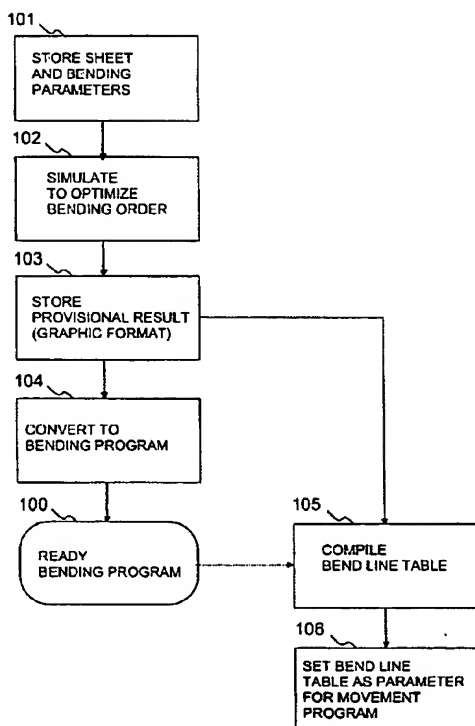 101
STORE SHEET
AND BENDING
PARAMETERS
102
SIMULATE
TO OPTIMIZE
BENDING ORDER
103
STORE
PROVISIONAL RESULT
(GRAPHIC FORMAT)
104
CONVERT TO
BENDING PROGRAM
100
READY
BENDING PROGRAM
105
COMPILE
BEND LINE TABLE
106
SET BEND LINE
TABLE AS PARAMETER
FOR MOVEMENT
PROGRAM